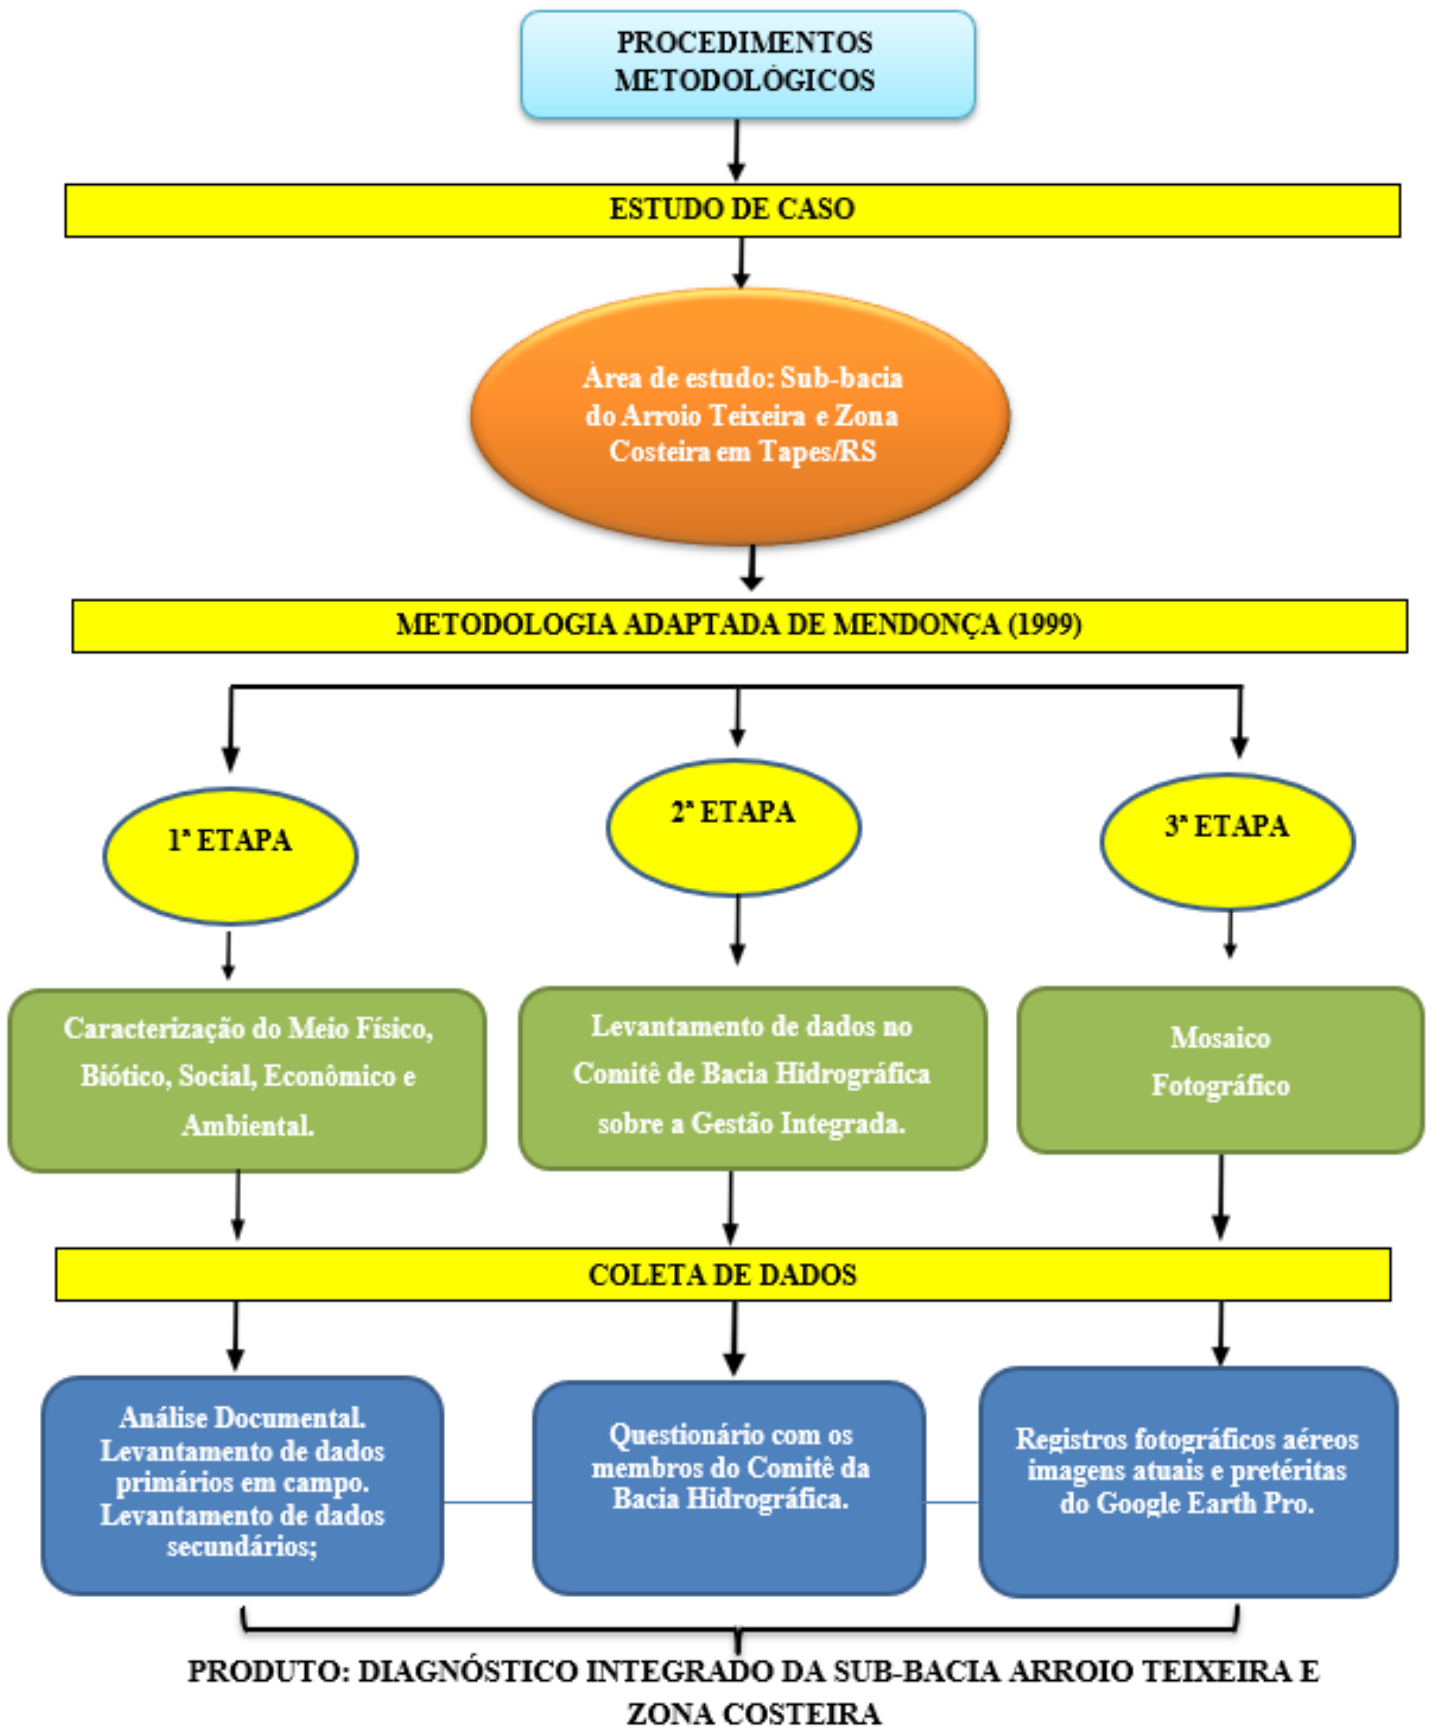 PROCEDIMENTOS
METODOLÓGICOS
ESTUDO DE CASO
Área de estudo: Sub-bacia
do Arroio Teixeira e Zona
Costeira em Tapes/RS
METODOLOGIA ADAPTADA DE MENDONÇA (1999)
1ª ETAPA
2ª ETAPA
3ª ETAPA
Caracterização do Meio Físico,
Biótico, Social, Econômico e
Ambiental.
Levantamento de dados no
Comitê de Bacia Hidrográfica
sobre a Gestão Integrada.
Mosaico
Fotográfico
COLETA DE DADOS
Análise Documental.
Levantamento de dados
primários em campo.
Levantamento de dados
secundários;
Questionário com os
membros do Comitê da
Bacia Hidrográfica.
Registros fotográficos aéreos
imagens atuais e pretéritas
do Google Earth Pro.
PRODUTO: DIAGNÓSTICO INTEGRADO DA SUB-BACIA ARROIO TEIXEIRA E
ZONA COSTEIRA